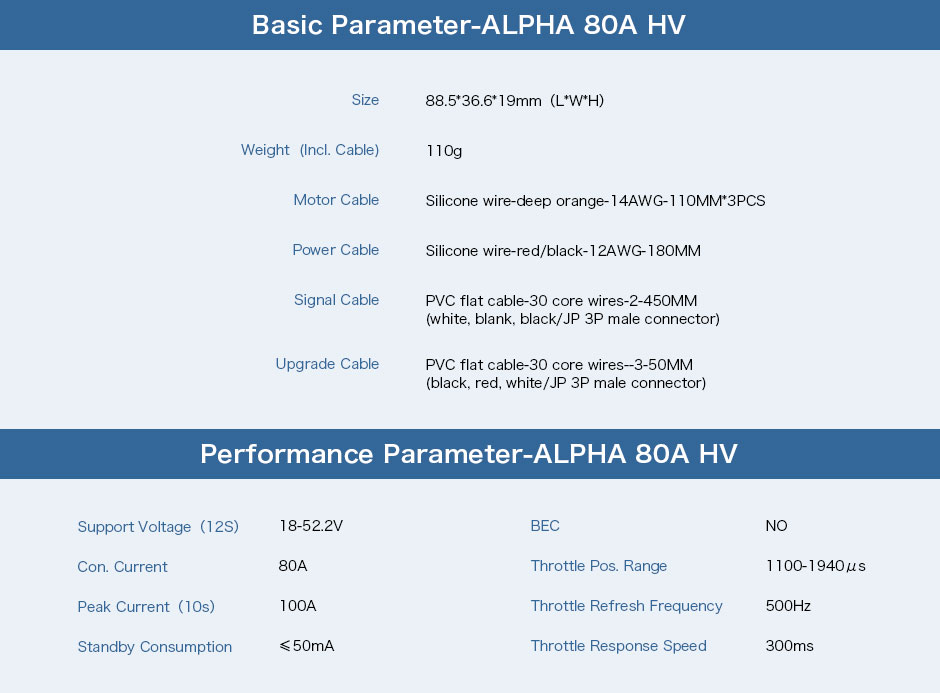 Basic Parameter-ALPHA 80A HV
Size 88.5*36.6*19mm (L*W*H)
Weight (Incl. Cable) 110g
Motor Cable Silicone wire-deep orange-14AWG-110MM*3PCS
Power Cable Silicone wire-red/black-12AWG-180MM
Signal Cable PVC flat cable-30 core wires-2-450MM
(white, blank, black/JP 3P male connector)
Upgrade Cable PVC flat cable-30 core wires--3-50MM
(black, red, white/JP 3P male connector)
Performance Parameter-ALPHA 80A HV
Support Voltage (12S) 18-52.2V BEC NO
Con. Current 80A Throttle Pos. Range 1100-1940μs
Peak Current (10s) 100A Throttle Refresh Frequency 500Hz
Standby Consumption ≤50mA Throttle Response Speed 300ms